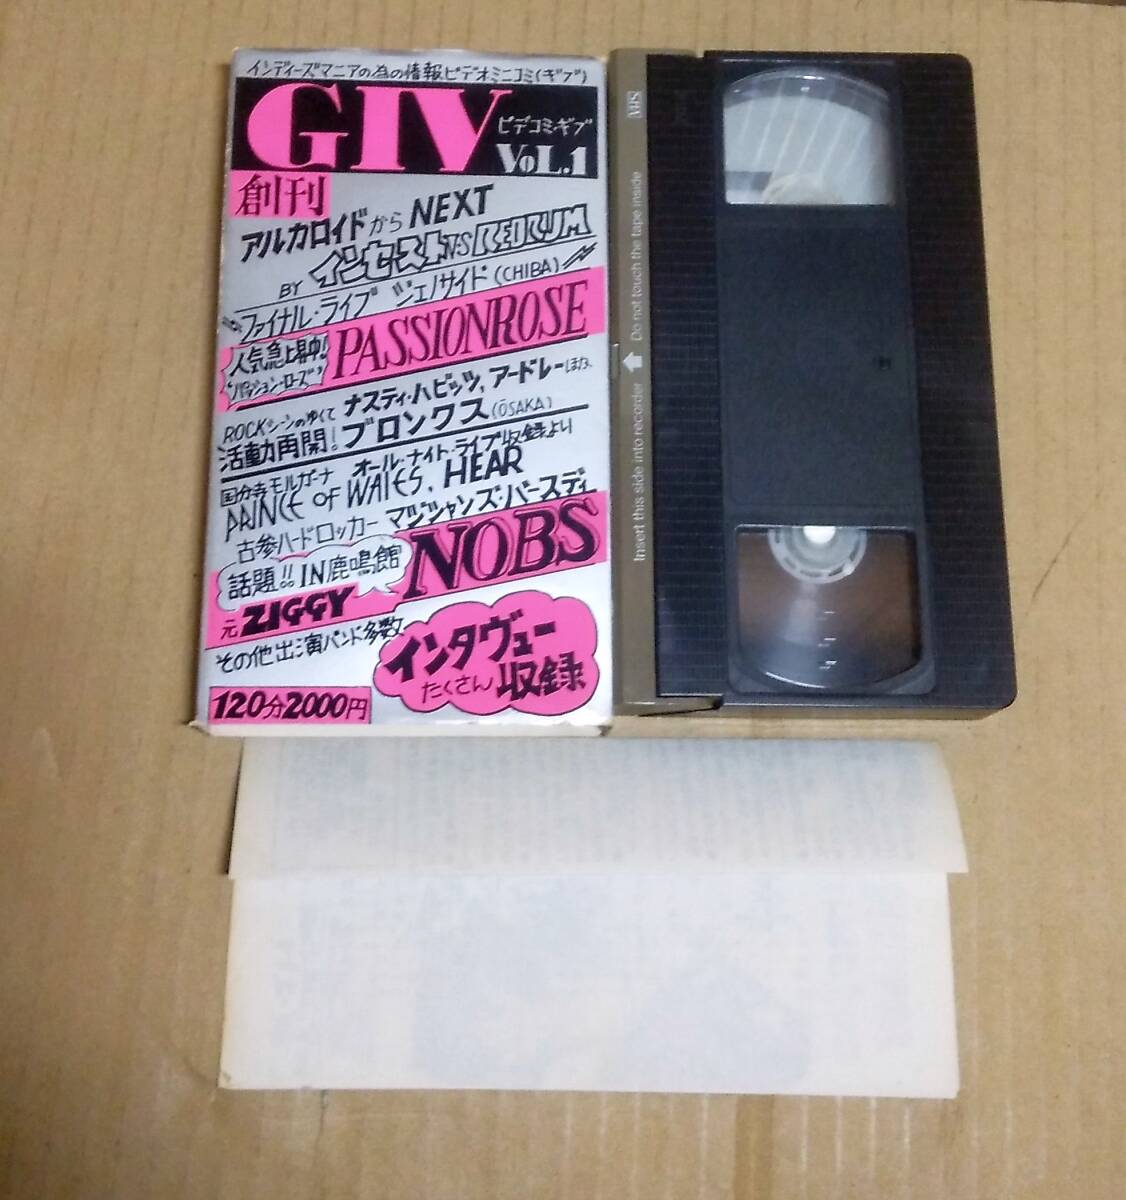 インディーズマニアの為の情報ビデオミニコミ(ギブ)
GIV
ビデコミ・ギブ
VOL.1
創刊
アルカロイドからNEXT
BY インセストN.S REDRUM
ファイナル・ライブ ジェノサイド(CHIBA)
人気急上昇中!
"パッション・ローズ"
PASSIONROSE
ROCKシーンのゆくて ナスティ・ハビッツ, アードレーほか、
活動再開! ブロンクス(ŌSAKA)
国分寺モルガーナ オール・ナイト・ライブ収録より
PRINCE OF WALES, HEAR
古参ハードロッカー マジシャンズ・バースディ
話題!! IN鹿鳴館
NOBS
元ZIGGY
その他出演バンド多数
インタヴュー
たくさん収録
120分2000円
VHS
Insert this side into recorder Do not touch the tape inside